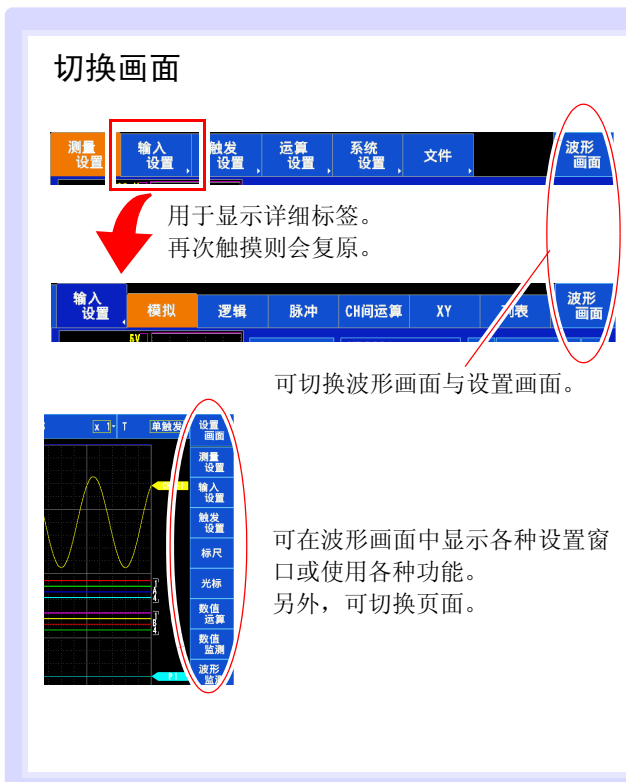 切换画面
测量设置 输入设置 触发设置 运算设置 系统设置 文件 波形画面
用于显示详细标签。
再次触摸则会复原。
输入设置 模拟 逻辑 脉冲 CH间运算 XY 列表 波形画面
5V
可切换波形画面与设置画面。
x 1 T 单触发
设置画面
测量设置
输入设置
触发设置
标尺
光标
数值运算
数值监测
波形监测
P1
可在波形画面中显示各种设置窗
口或使用各种功能。
另外，可切换页面。